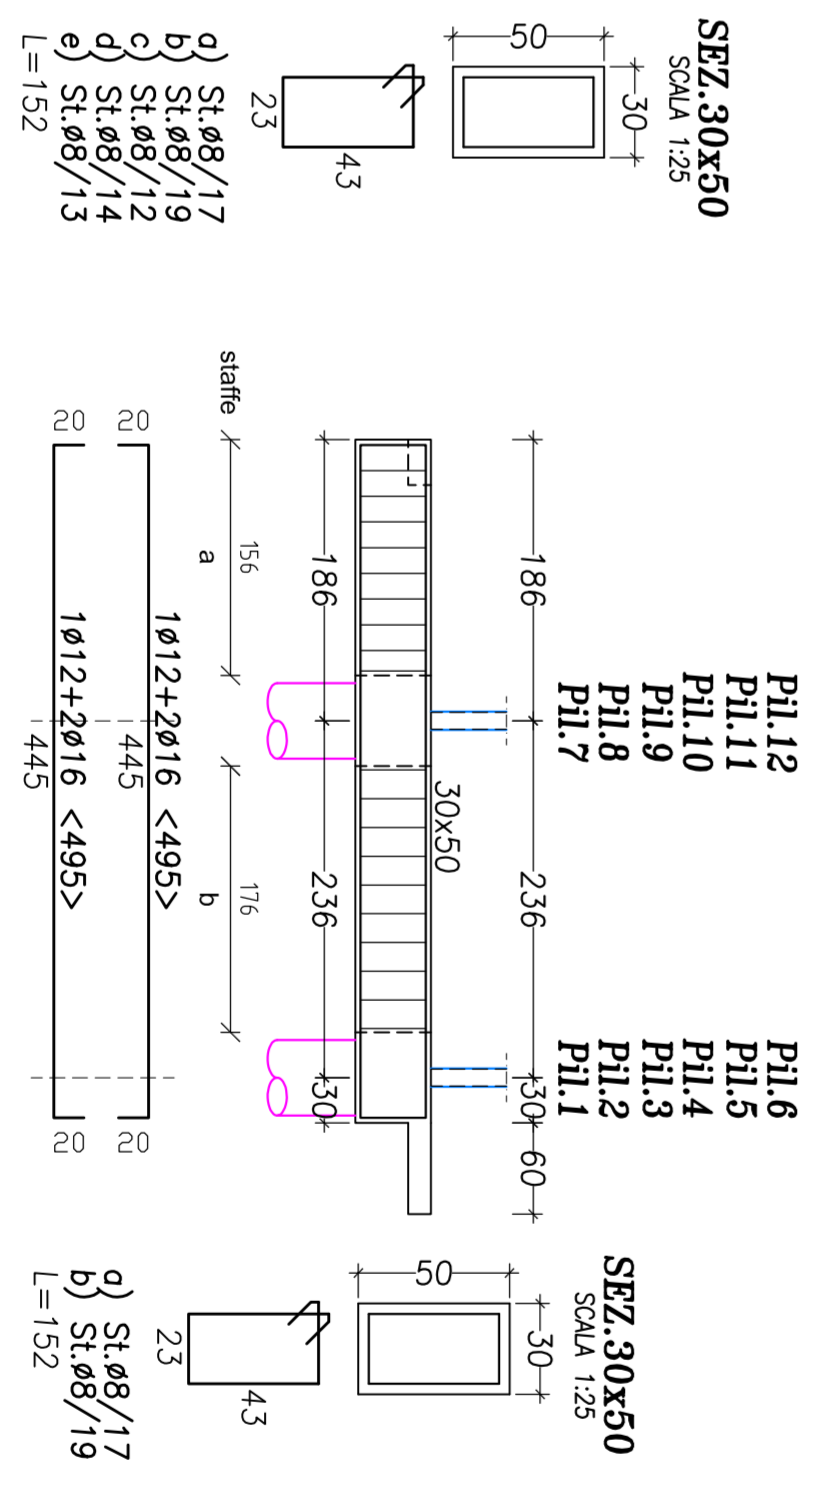 SEZ.30x50
SCALA 1:25
30
50
43
23
a) St.ø8/17
b) St.ø8/19
c) St.ø8/12
d) St.ø8/14
e) St.ø8/13
L=152
Pil.12
Pil.11
Pil.10
Pil.9
Pil.8
Pil.7
Pil.6
Pil.5
Pil.4
Pil.3
Pil.2
Pil.1
186
236
30
60
30x50
186
236
30
staffe
156
176
a
b
1ø12+2ø16 <495>
20
445
20
1ø12+2ø16 <495>
20
445
20
SEZ.30x50
SCALA 1:25
30
50
43
23
a) St.ø8/17
b) St.ø8/19
L=152